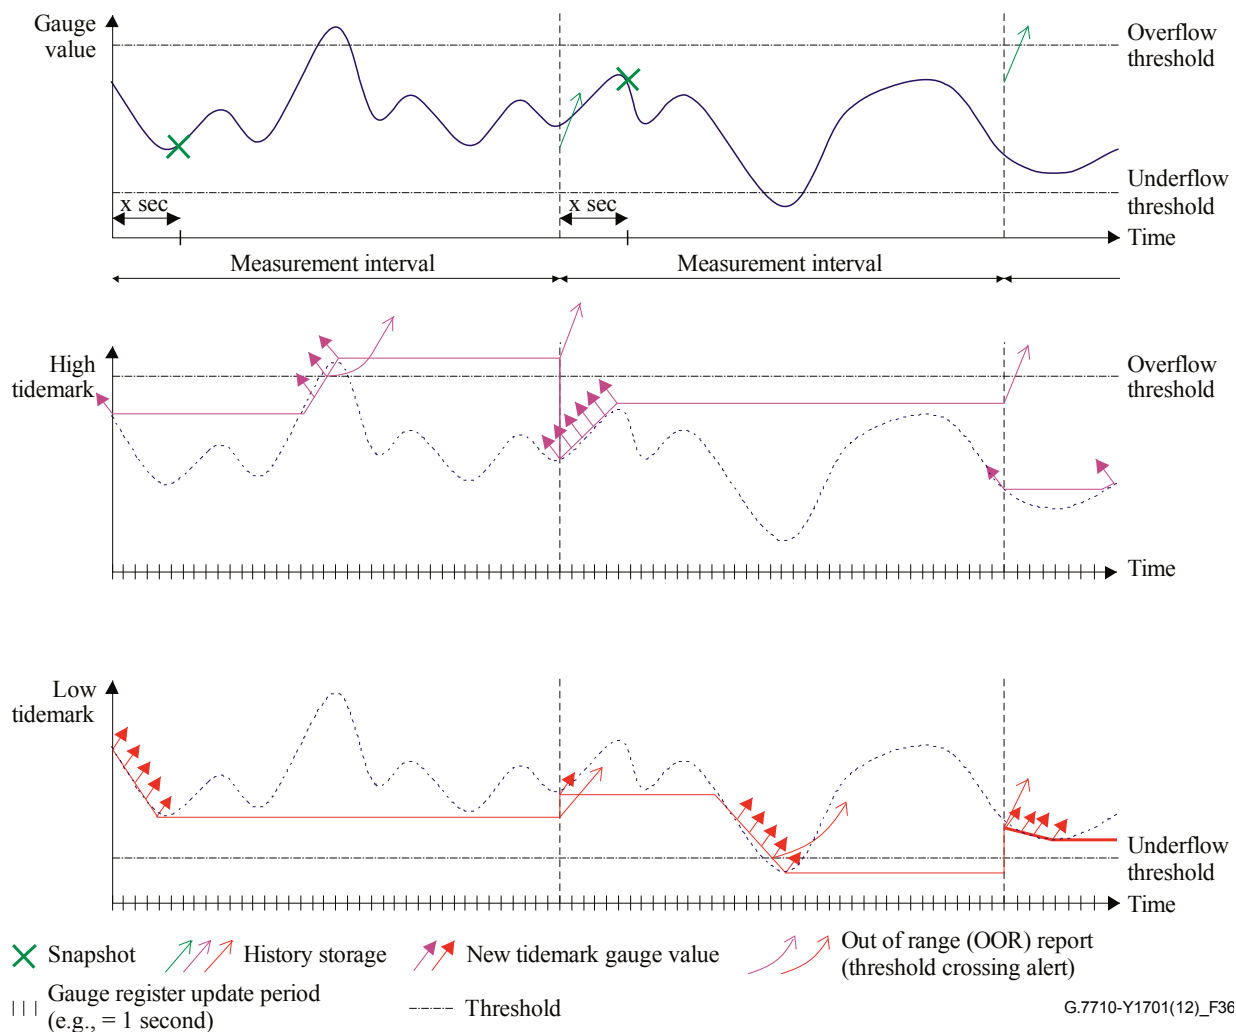 Gauge
value
Overflow
threshold
Underflow
threshold
x sec
x sec
Time
Measurement interval
Measurement interval
High
tidemark
Overflow
threshold
Time
Low
tidemark
Underflow
threshold
Time
Snapshot
History storage
New tidemark gauge value
Out of range (OOR) report
(threshold crossing alert)
Gauge register update period
(e.g., = 1 second)
Threshold
G.7710-Y1701(12)_F36